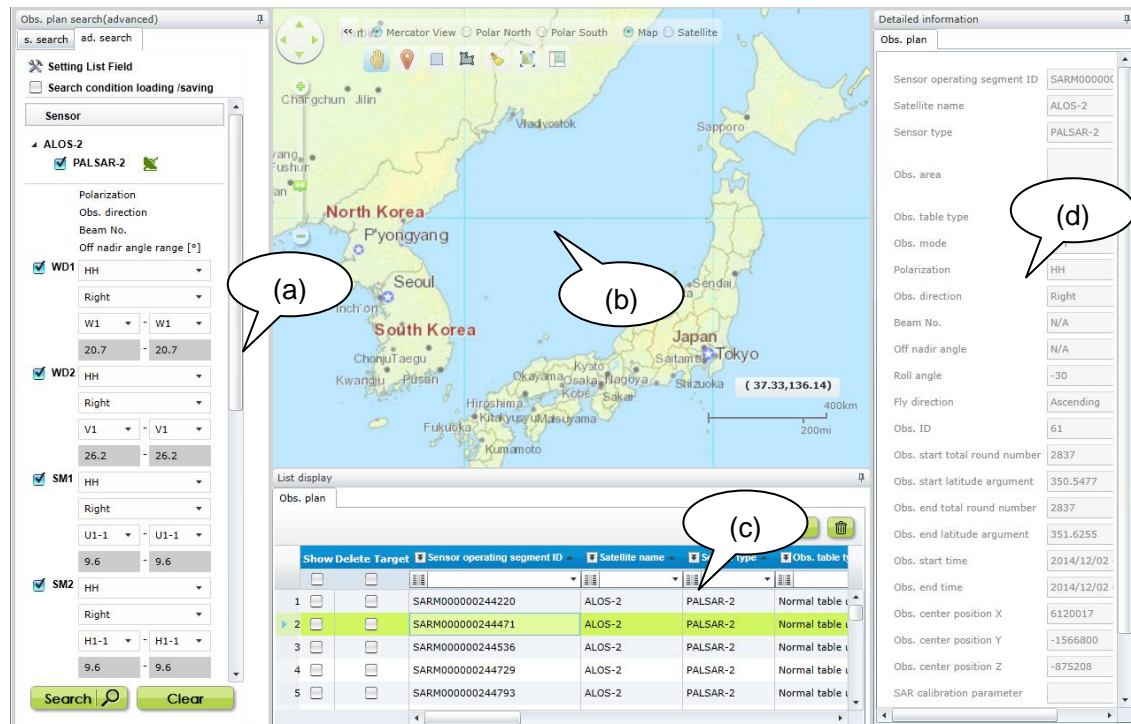 Obs. plan search(advanced)
s. search ad. search
Setting List Field
Search condition loading /saving
Sensor
ALOS-2
PALSAR-2
Polarization
Obs. direction
Beam No.
Off nadir angle range [°]
WD1 HH
Right
W1 - W1
20.7 - 20.7
WD2 HH
Right
V1 - V1
26.2 - 26.2
SM1 HH
Right
U1-1 - U1-1
9.6 - 9.6
SM2 HH
Right
H1-1 - H1-1
9.6 - 9.6
Search Clear
(a)
Mercator View Polar North Polar South Map Satellite
Changchun Jilin
Vladivostok
Sapporo
Fushun
North Korea
P'yongyang
Seoul
Inch'on
South Korea
Chonju Taegu
Kwangju Pusan
Sendai
Japan
Saitama Tokyo
Kyoto
Okayama Osaka Nagoya
Kobe Sakai
Shizuoka
Hiroshima
Kitakyusyu Matsuyama
Fukuoka
Kumamoto
( 37.33,136.14)
400km
200mi
(b)
List display
Obs. plan
(c)
Show Delete Target Sensor operating segment ID Satellite name type Obs. table
1 SARM000000244220 ALOS-2 PALSAR-2 Normal table
2 SARM000000244471 ALOS-2 PALSAR-2 Normal table
3 SARM000000244536 ALOS-2 PALSAR-2 Normal table
4 SARM000000244729 ALOS-2 PALSAR-2 Normal table
5 SARM000000244793 ALOS-2 PALSAR-2 Normal table
Detailed information
Obs. plan
Sensor operating segment ID SARM000000
Satellite name ALOS-2
Sensor type PALSAR-2
Obs. area
Obs. table type
(d)
Obs. mode
Polarization HH
Obs. direction Right
Beam No. N/A
Off nadir angle N/A
Roll angle -30
Fly direction Ascending
Obs. ID 61
Obs. start total round number 2837
Obs. start latitude argument 350.5477
Obs. end total round number 2837
Obs. end latitude argument 351.6255
Obs. start time 2014/12/02
Obs. end time 2014/12/02
Obs. center position X 6120017
Obs. center position Y -1566800
Obs. center position Z -875208
SAR calibration parameter